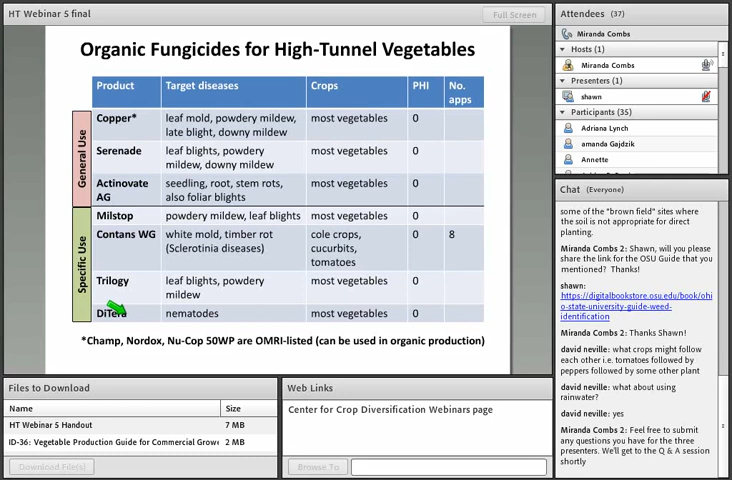 HT Webinar 5 final
Full Screen
Organic Fungicides for High-Tunnel Vegetables
Product Target diseases Crops PHI No. apps
General Use
Copper* leaf mold, powdery mildew, late blight, downy mildew most vegetables 0
Serenade leaf blights, powdery mildew, downy mildew most vegetables 0
Actinovate AG seedling, root, stem rots, also foliar blights most vegetables 0
Specific Use
Milstop powdery mildew, leaf blights most vegetables 0
Contans WG white mold, timber rot (Sclerotinia diseases) cole crops, cucurbits, tomatoes 0 8
Trilogy leaf blights, powdery mildew most vegetables 0
DiTera nematodes most vegetables 0
*Champ, Nordox, Nu-Cop 50WP are OMRI-listed (can be used in organic production)
Files to Download
Name Size
HT Webinar 5 Handout 7 MB
ID-36: Vegetable Production Guide for Commercial Growe 2 MB
Download File(s)
Web Links
Center for Crop Diversification Webinars page
Browse To
Attendees (37)
Miranda Combs
Hosts (1)
Miranda Combs
Presenters (1)
shawn
Participants (35)
Adriana Lynch
amanda Gajdzik
Annette
Chat (Everyone)
some of the "brown field" sites where
the soil is not appropriate for direct
planting.
Miranda Combs 2: Shawn, will you please
share the link for the OSU Guide that you
mentioned? Thanks!
shawn:
https://digitalbookstore.osu.edu/book/ohi
o-state-university-guide-weed-
identification
Miranda Combs 2: Thanks Shawn!
david neville: what crops might follow
each other i.e. tomatoes followed by
peppers followed by some other plant
david neville: what about using
rainwater?
david neville: yes
Miranda Combs 2: Feel free to submit
any questions you have for the three
presenters. We'll get to the Q & A session
shortly